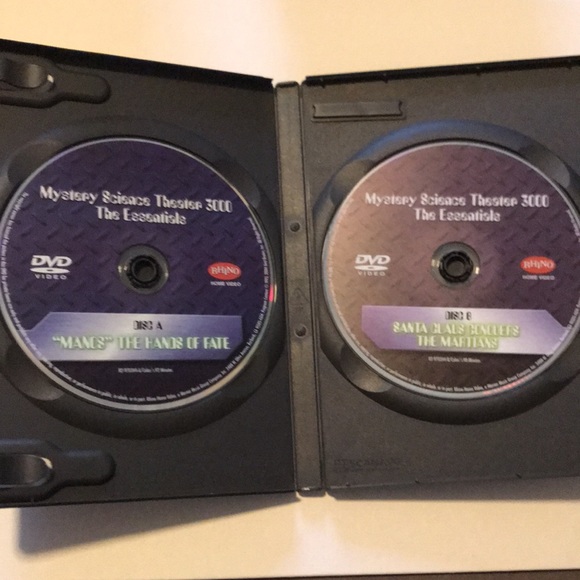 Mystery Science Theater 3000
The Essentials
DVD
VIDEO
RHINO
HOME VIDEO
DISC A
"MANOS" THE HANDS OF FATE
Mystery Science Theater 3000
The Essentials
DVD
VIDEO
RHINO
HOME VIDEO
DISC B
SANTA CLAUS CONQUERS
THE MARTIANS